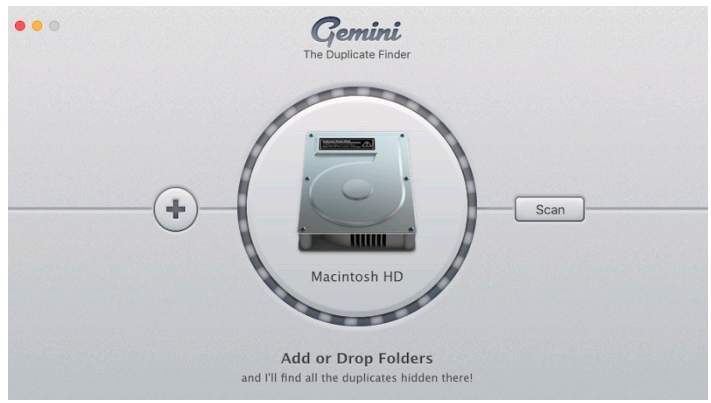 Gemini
The Duplicate Finder
Scan
Macintosh HD
Add or Drop Folders
and I'll find all the duplicates hidden there!